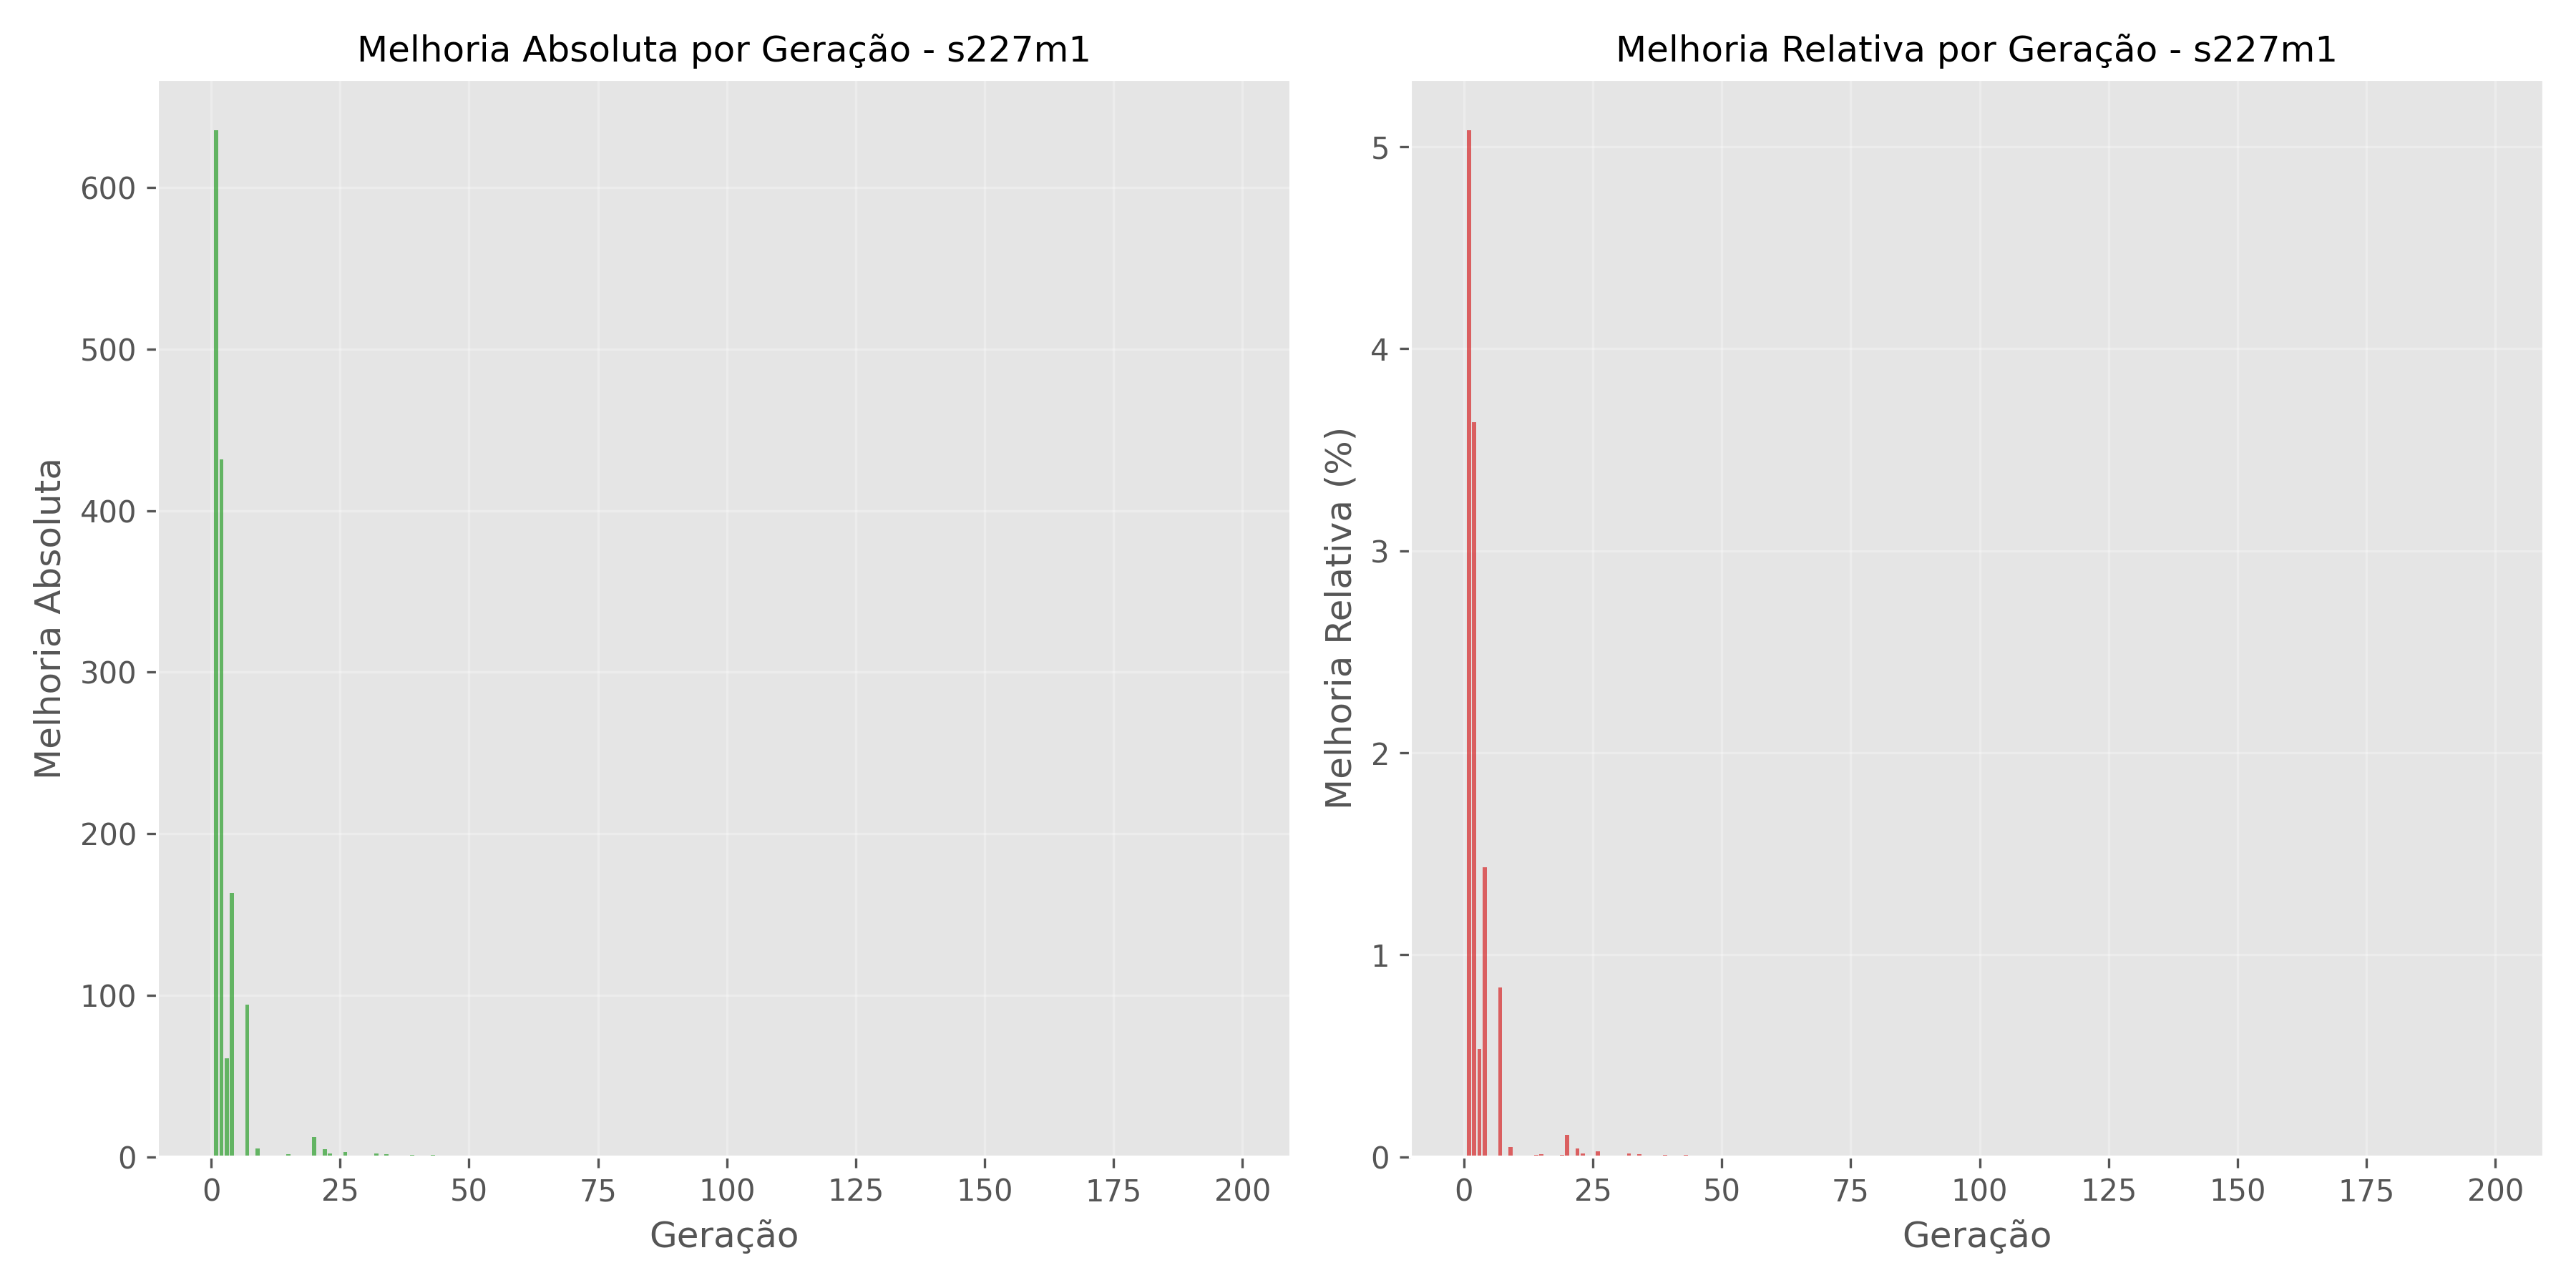 Melhoria Absoluta por Geração - s227m1
Melhoria Absoluta
600
500
400
300
200
100
0
0 25 50 75 100 125 150 175 200
Geração
Melhoria Relativa por Geração - s227m1
Melhoria Relativa (%)
5
4
3
2
1
0
0 25 50 75 100 125 150 175 200
Geração